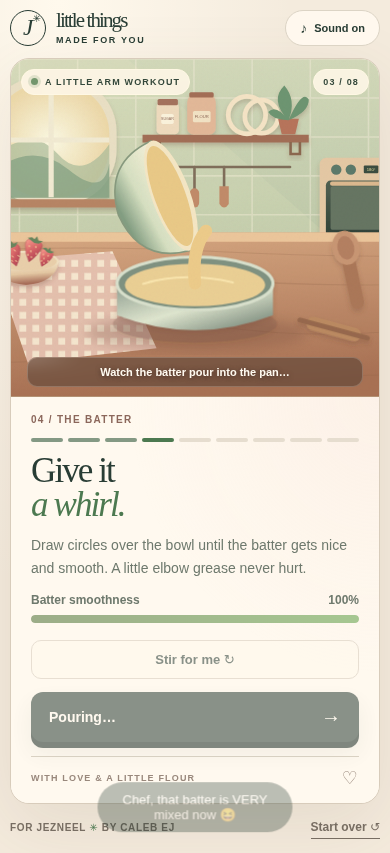 J
little things
MADE FOR YOU
♪ Sound on
A LITTLE ARM WORKOUT
03 / 08
SUGAR
FLOUR
Watch the batter pour into the pan…
04 / THE BATTER
Give it
a whirl.
Draw circles over the bowl until the batter gets nice
and smooth. A little elbow grease never hurt.
Batter smoothness 100%
Stir for me ↻
Pouring… →
WITH LOVE & A LITTLE FLOUR ♡
Chef, that batter is VERY
mixed now 😆
FOR JEZNEEL ✳ BY CALEB EJ
Start over ↺